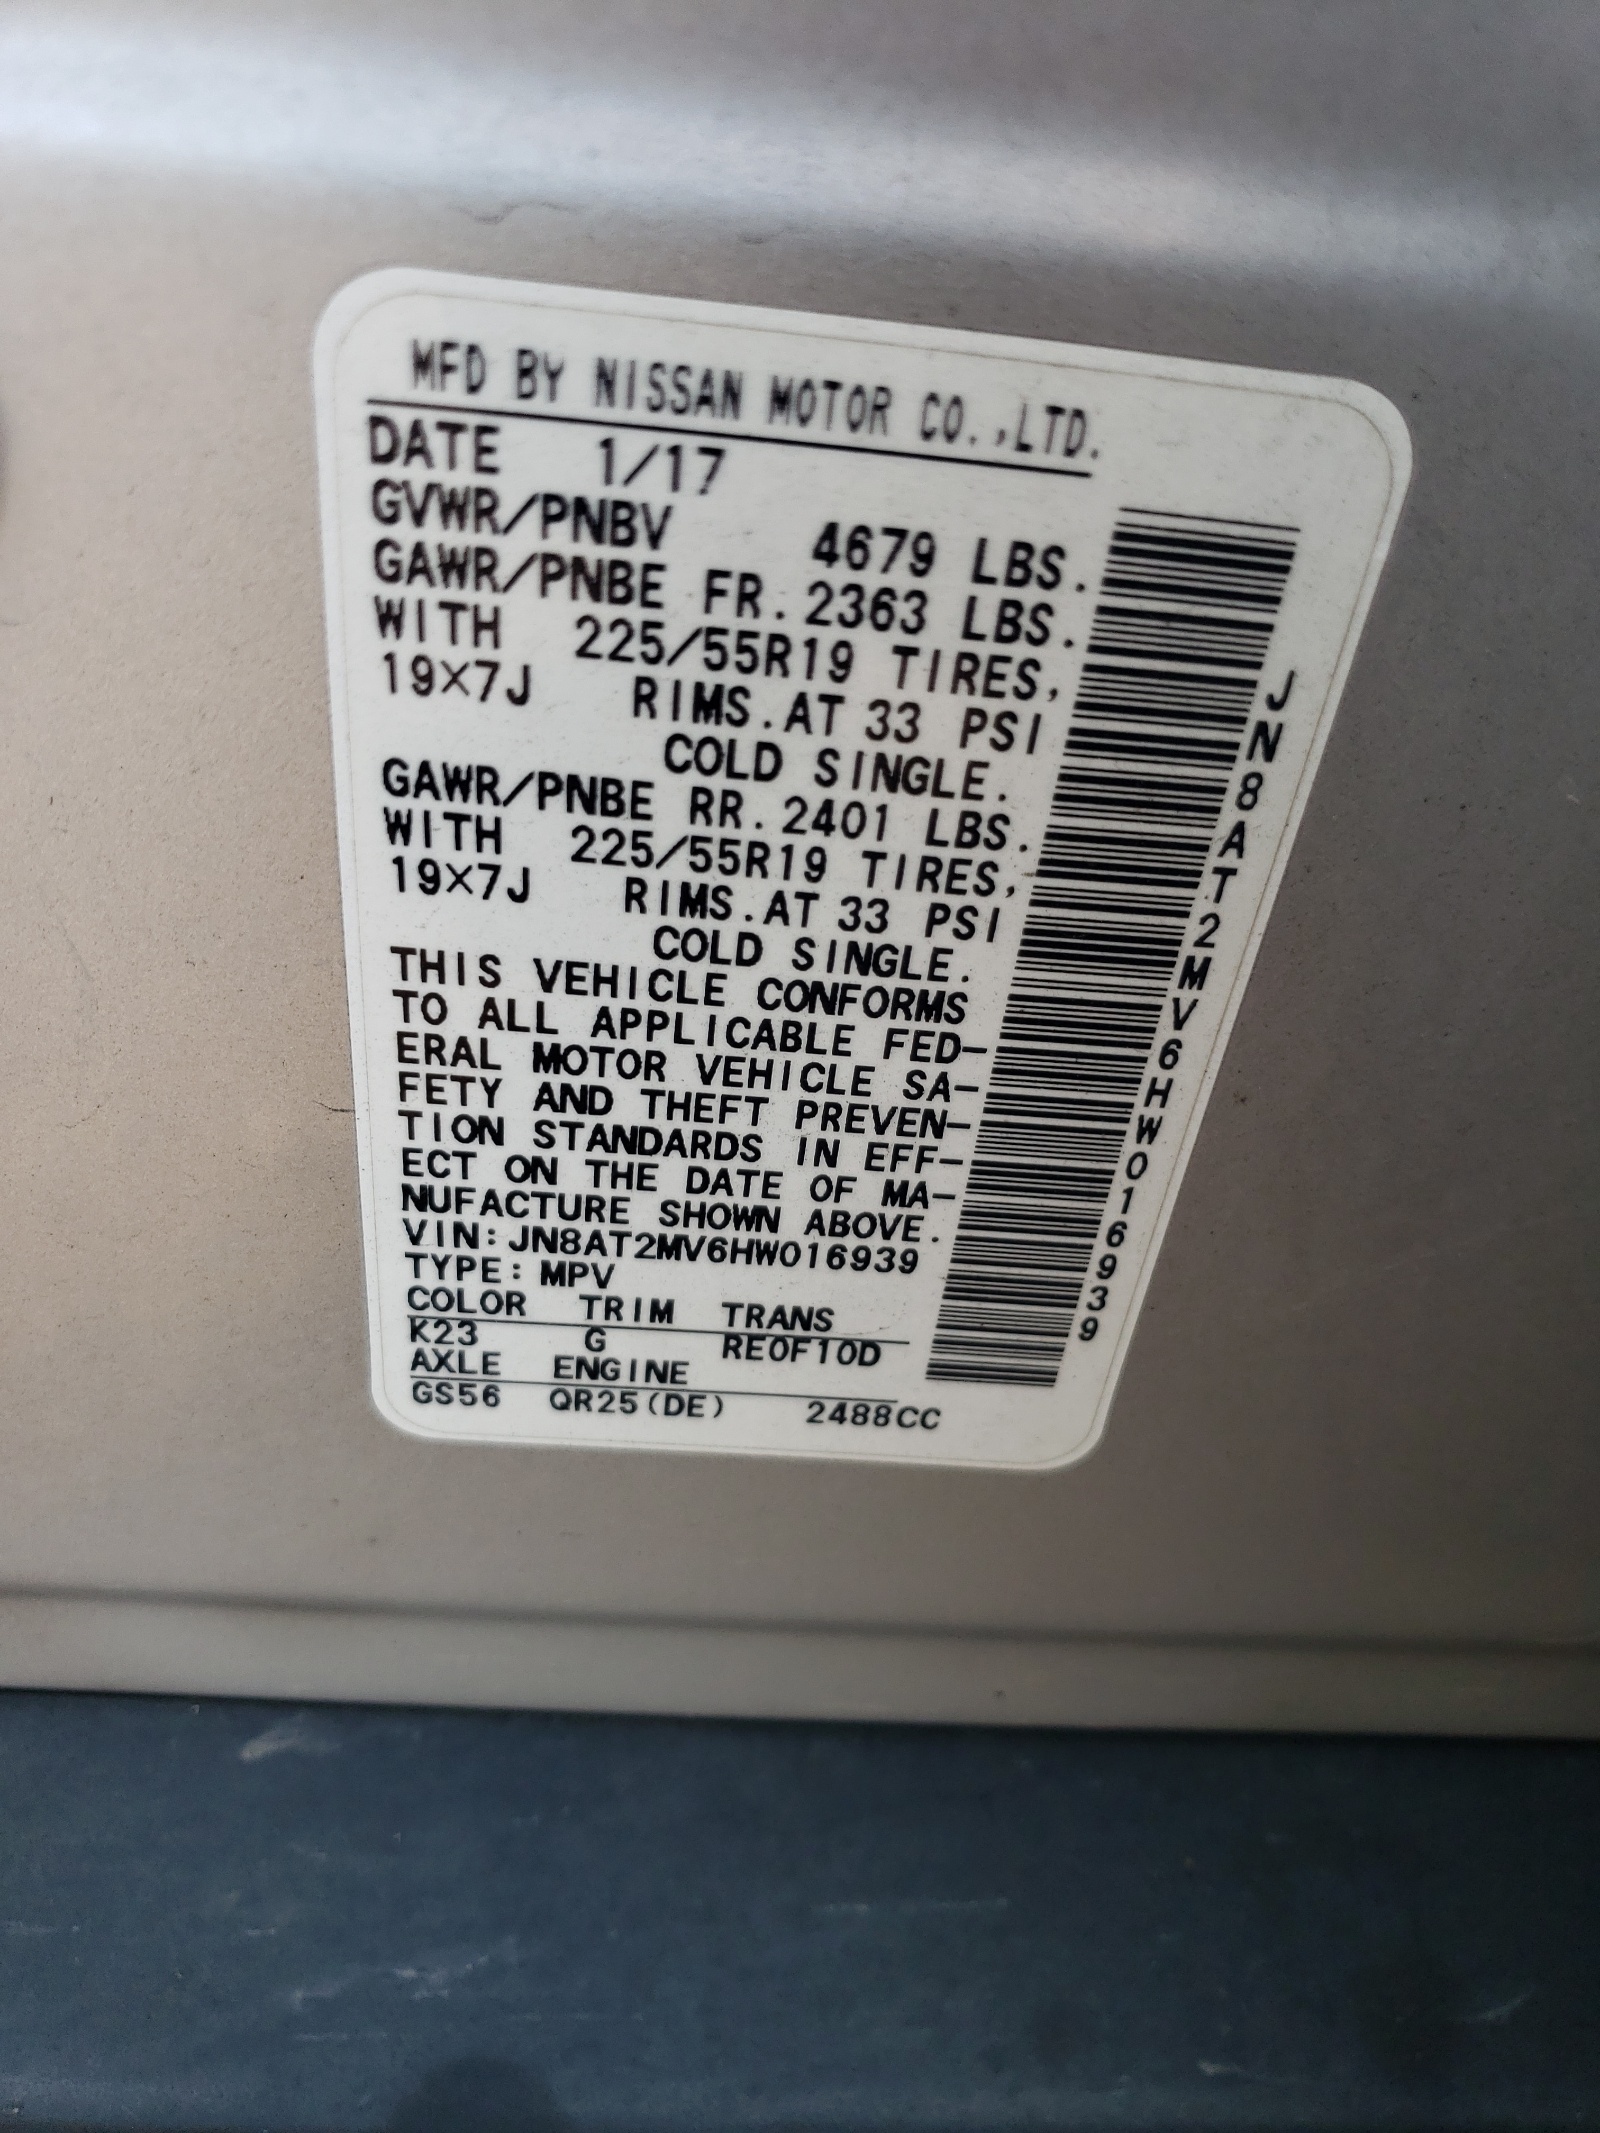 MFD BY NISSAN MOTOR CO.,LTD.
DATE 1/17
GVWR/PNBV 4679 LBS.
GAWR/PNBE FR. 2363 LBS.
WITH 225/55R19 TIRES,
19×7J RIMS.AT 33 PSI
COLD SINGLE.
GAWR/PNBE RR. 2401 LBS.
WITH 225/55R19 TIRES,
19×7J RIMS.AT 33 PSI
COLD SINGLE.
THIS VEHICLE CONFORMS
TO ALL APPLICABLE FED-
ERAL MOTOR VEHICLE SA-
FETY AND THEFT PREVEN-
TION STANDARDS IN EFF-
ECT ON THE DATE OF MA-
NUFACTURE SHOWN ABOVE.
VIN: JN8AT2MV6HW016939
TYPE: MPV
COLOR TRIM TRANS
K23 G RE0F10D
AXLE ENGINE
GS56 QR25(DE) 2488CC
JN8AT2MV6HW016939